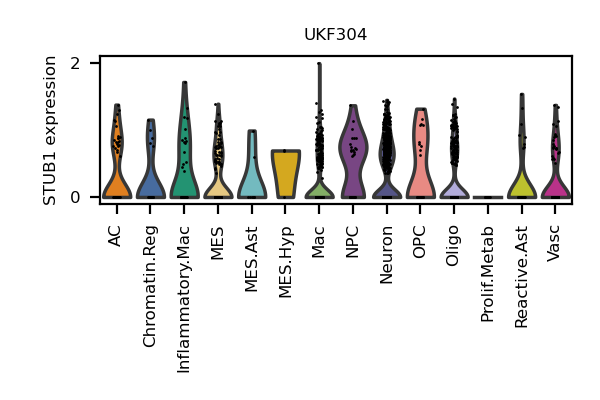 UKF304
STUB1 expression
2
0
AC
Chromatin.Reg
Inflammatory.Mac
MES
MES.Ast
MES.Hyp
Mac
NPC
Neuron
OPC
Oligo
Prolif.Metab
Reactive.Ast
Vasc